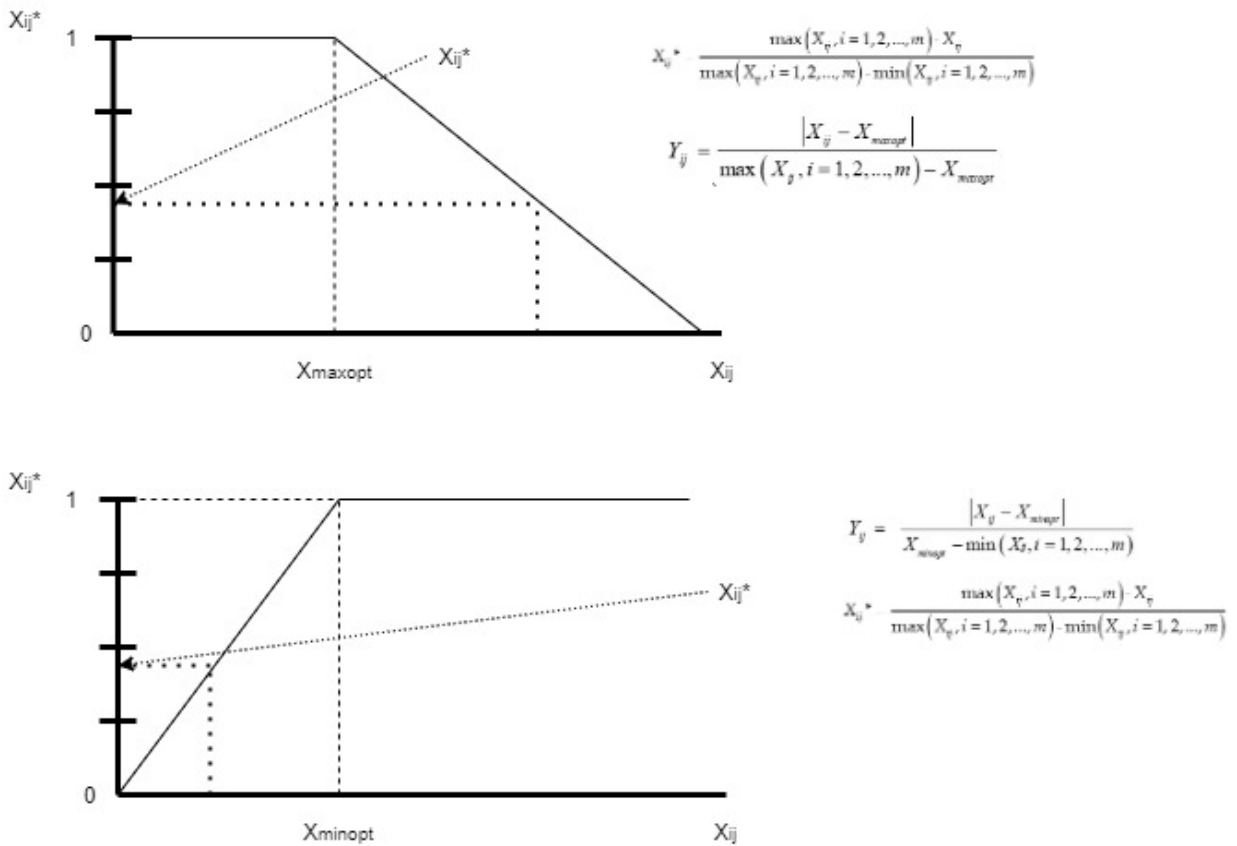 Xij*
1
Xij*
0
Xmaxopt
Xij
X_ij* - max(X_ij, i = 1,2,...,m) - X_ij / max(X_ij, i = 1,2,...,m) - min(X_ij, i = 1,2,...,m)
Y_ij = |X_ij − X_maxopt| / max(X_ij, i = 1,2,...,m) − X_maxopt
Xij*
1
Xij*
0
Xminopt
Xij
Y_ij = |X_ij − X_minopt| / X_minopt − min(X_ij, i = 1,2,...,m)
X_ij* - max(X_ij, i = 1,2,...,m) - X_ij / max(X_ij, i = 1,2,...,m) - min(X_ij, i = 1,2,...,m)